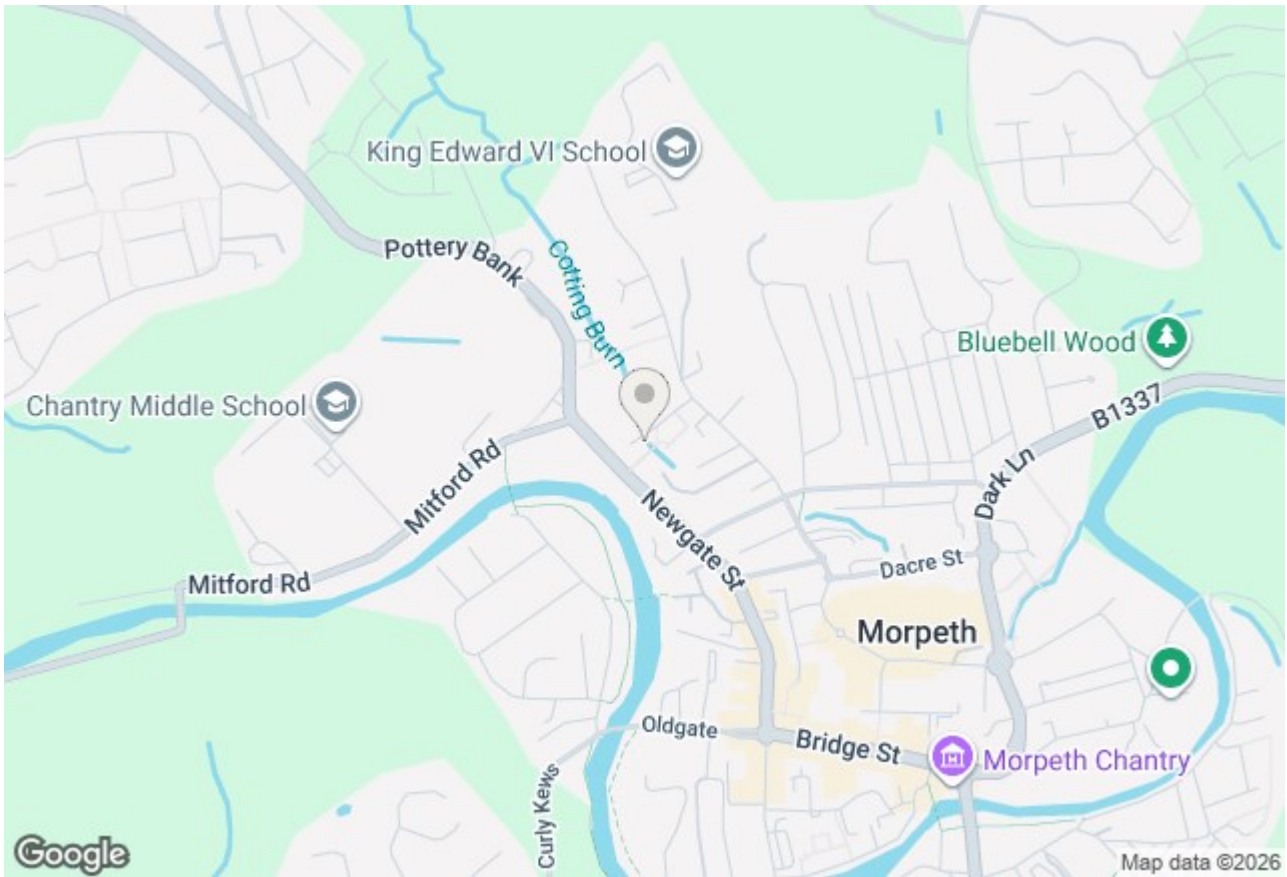 King Edward VI School
Pottery Bank
Cotting Burn
Bluebell Wood
Chantry Middle School
B1337
Mitford Rd
Dark Ln
Newgate St
Mitford Rd
Dacre St
Morpeth
Oldgate
Bridge St
Morpeth Chantry
Curly Kews
Google
Map data ©2026